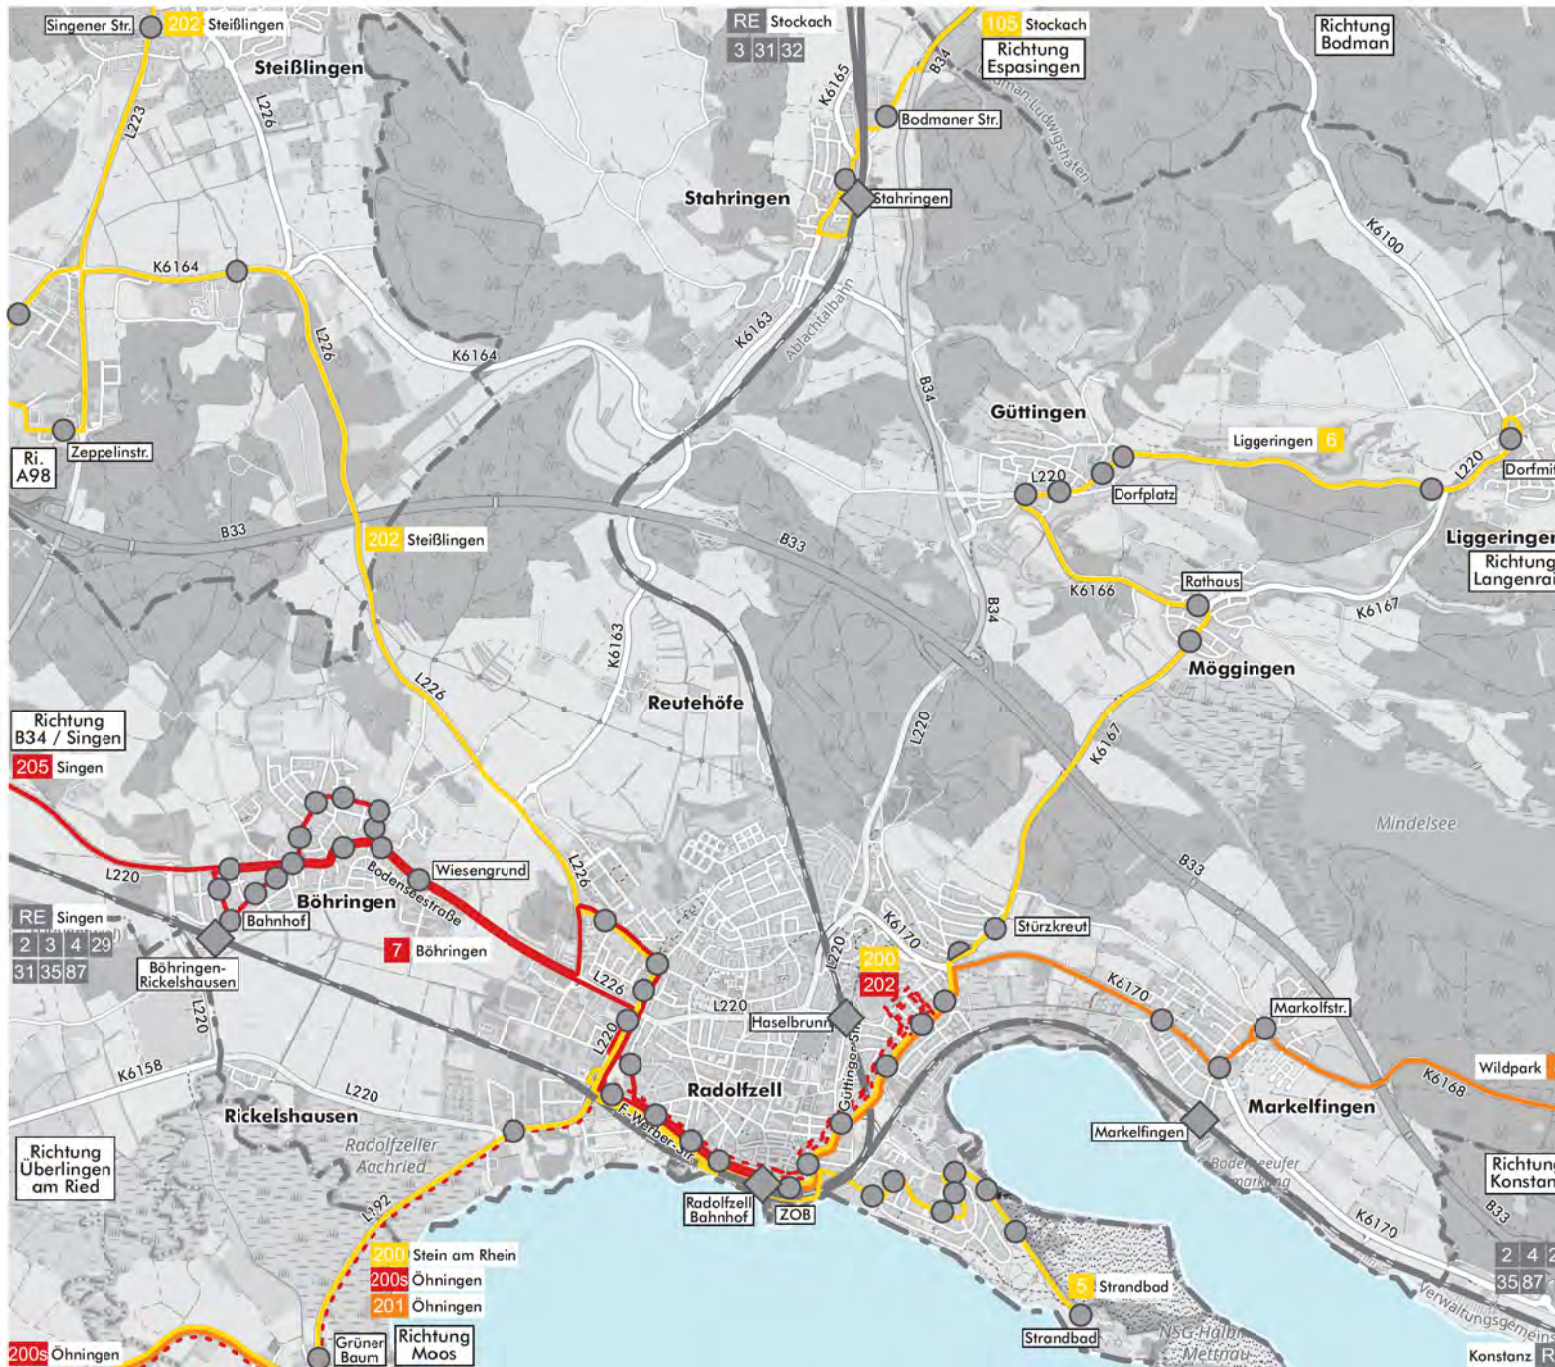 Singener Str.
202 Steißlingen
Steißlingen
RE Stockach
3 31 32
105 Stockach
Richtung
Espasingen
Richtung
Bodman
L223
L226
K6165
B34
Bodmaner Str.
Stahringen
Stahringen
K6100
K6164
L226
K6164
K6163
Ablachtalbahn
B34
Güttingen
Liggeringen 6
Zeppelinstr.
Ri.
A98
L220
Dorfplatz
L220
Liggeringen
Richtung
B33
202 Steißlingen
B33
B34
Rathaus
K6166
K6167
K6163
Möggingen
L226
Reutehöfe
L220
K6167
Richtung
B34 / Singen
205 Singen
Mindelsee
L220
Böhringen
Bodenseestraße
Wiesengrund
L226
B33
RE Singen
2 3 4 29
31 35 87
Bahnhof
7 Böhringen
Böhringen-
Rickelshausen
Stürzkreut
K6170
L220
200
202
L226
L220
L220
Haselbrunn
K6170
Markolfstr.
L220
Güttinger Str.
K6158
L220
Rickelshausen
Radolfzell
F.-Werber-Str.
Wildpark
K6168
Markelfingen
Markelfingen
Richtung
Überlingen
am Ried
Radolfzeller
Aachried
L192
Radolfzell
Bahnhof
ZOB
B33
K6170
200 Stein am Rhein
200s Öhningen
201 Öhningen
Richtung
Moos
Grüner
Baum
200s Öhningen
5 Strandbad
Strandbad
2 4
35 87
Mettnau
Konstanz